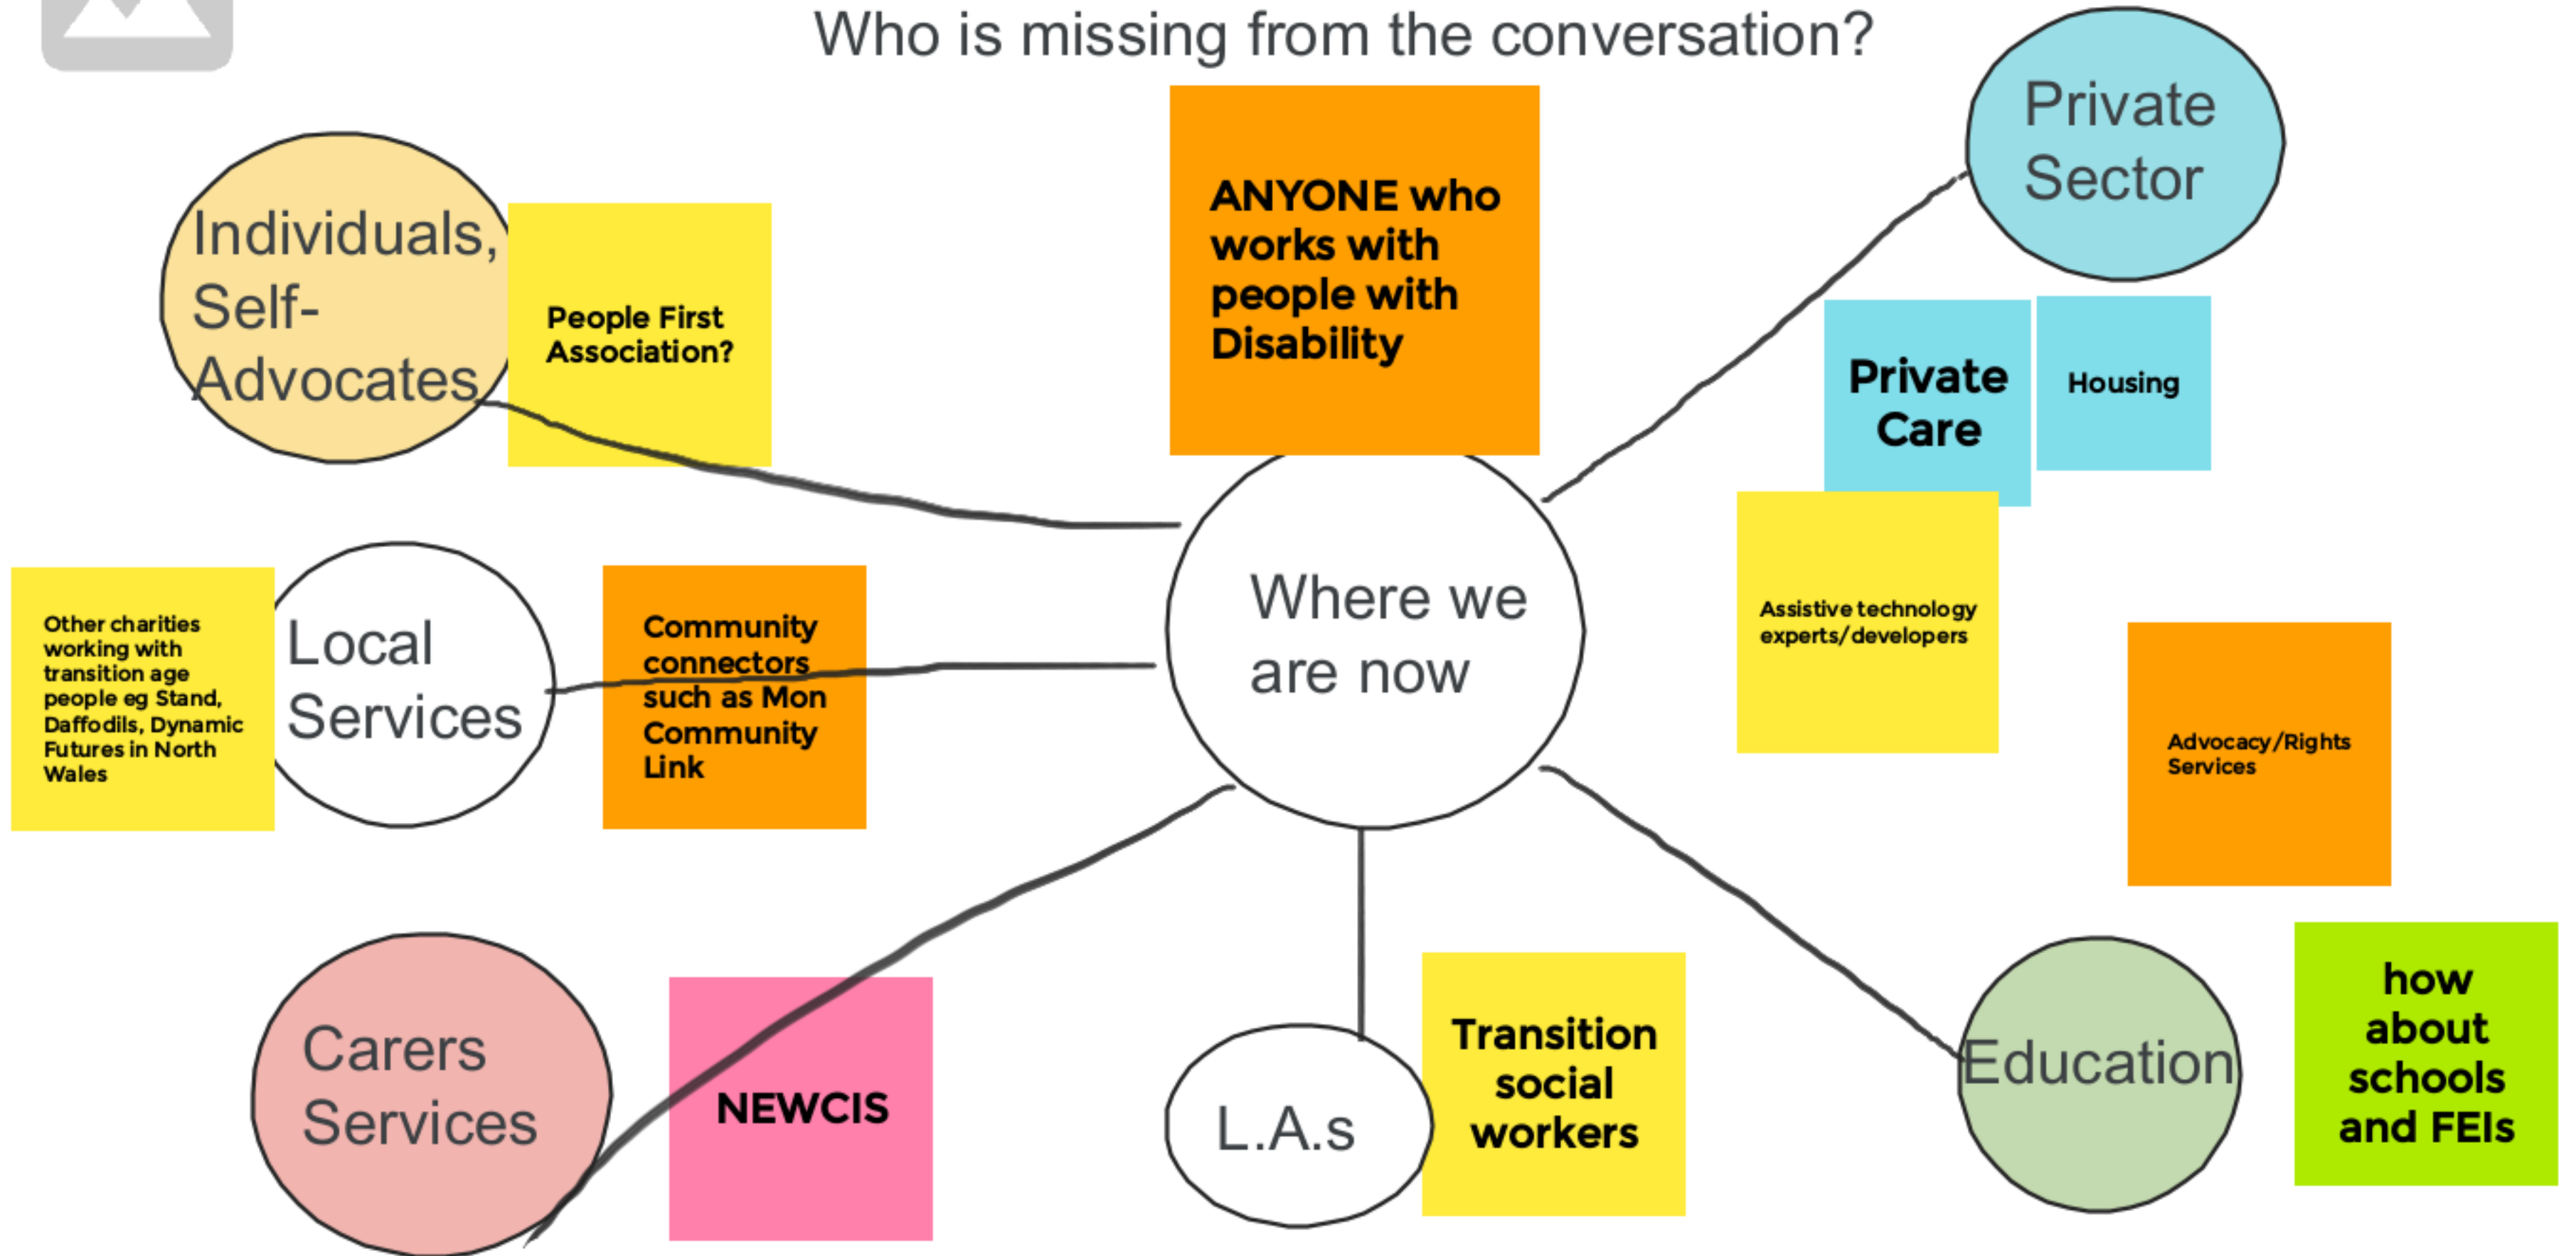 Who is missing from the conversation?
Individuals,
Self-
Advocates
People First
Association?
ANYONE who
works with
people with
Disability
Private
Sector
Private
Care
Housing
Assistive technology
experts/developers
Advocacy/Rights
Services
Where we
are now
Other charities
working with
transition age
people eg Stand,
Daffodils, Dynamic
Futures in North
Wales
Local
Services
Community
connectors
such as Mon
Community
Link
Carers
Services
NEWCIS
L.A.s
Transition
social
workers
Education
how
about
schools
and FEIs